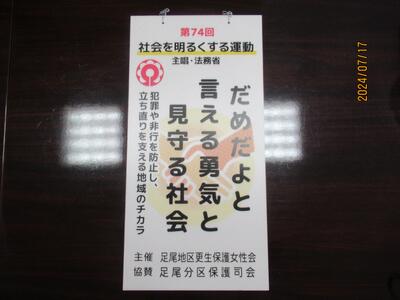 第74回
社会を明るくする運動
主唱・法務省
だめだよと
言える勇気と
見守る社会
犯罪や非行を防止し、
立ち直りを支える地域のチカラ
主催 足尾地区更生保護女性会
協賛 足尾分区保護司会
2024/07/17